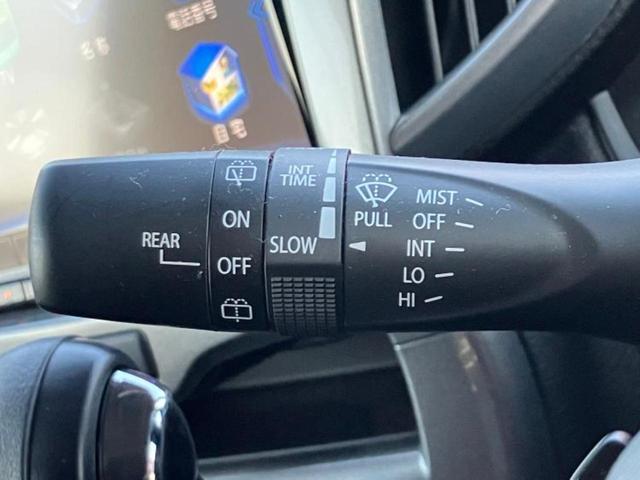 REAR
ON
OFF
INT
TIME
SLOW
PULL
MIST
OFF
INT
LO
HI